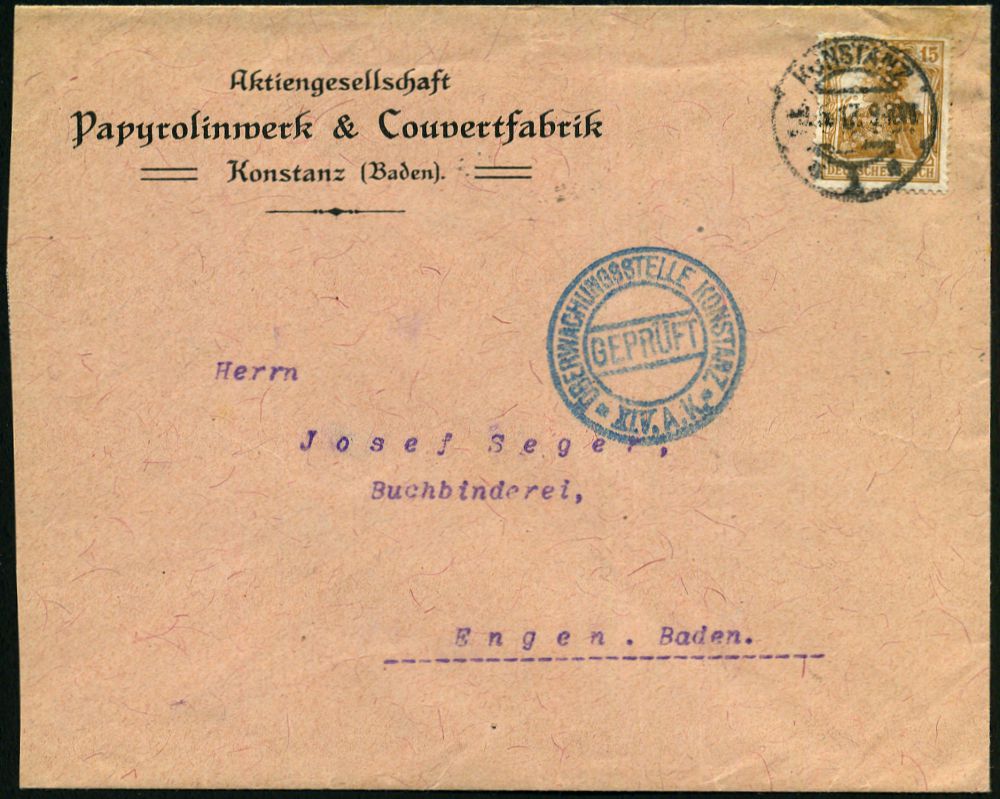 Aktiengesellschaft
Papyrolinwerk & Couvertfabrik
Konstanz (Baden).
KONSTANZ
15
DEUTSCHES REICH
1
ÜBERWACHUNGSSTELLE KONSTANZ
GEPRÜFT
XIV. A.K.
Herrn
Josef Seger,
Buchbinderei,
Engen. Baden.